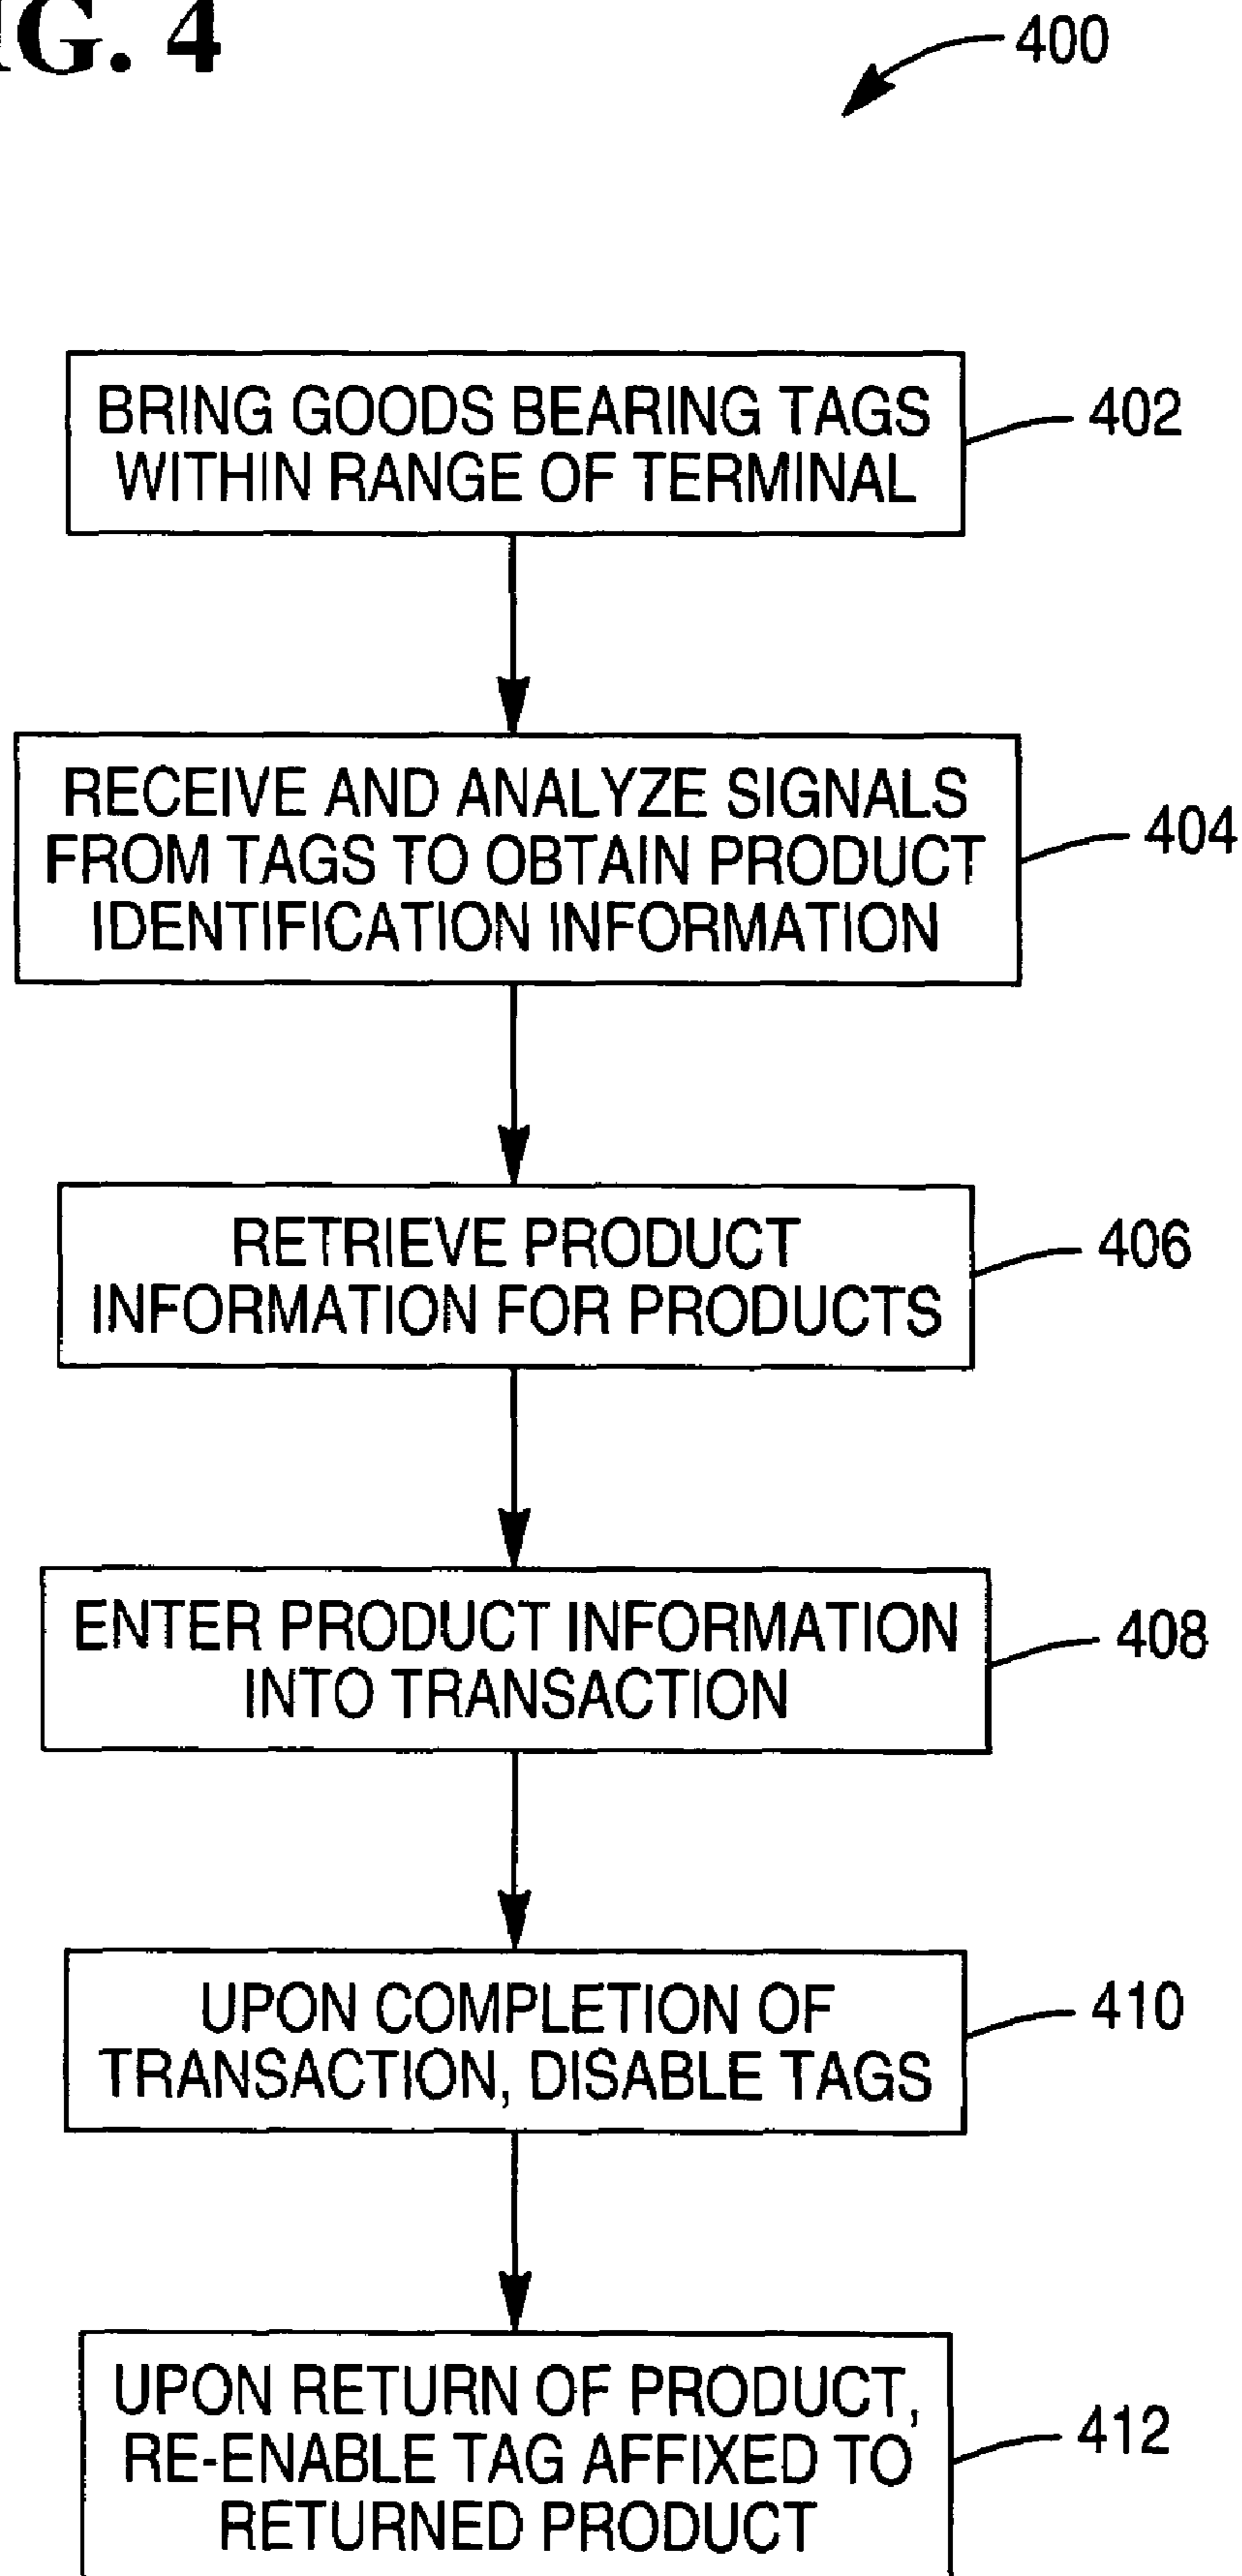 FIG. 4
400
BRING GOODS BEARING TAGS
WITHIN RANGE OF TERMINAL
402
RECEIVE AND ANALYZE SIGNALS
FROM TAGS TO OBTAIN PRODUCT
IDENTIFICATION INFORMATION
404
RETRIEVE PRODUCT
INFORMATION FOR PRODUCTS
406
ENTER PRODUCT INFORMATION
INTO TRANSACTION
408
UPON COMPLETION OF
TRANSACTION, DISABLE TAGS
410
UPON RETURN OF PRODUCT,
RE-ENABLE TAG AFFIXED TO
RETURNED PRODUCT
412